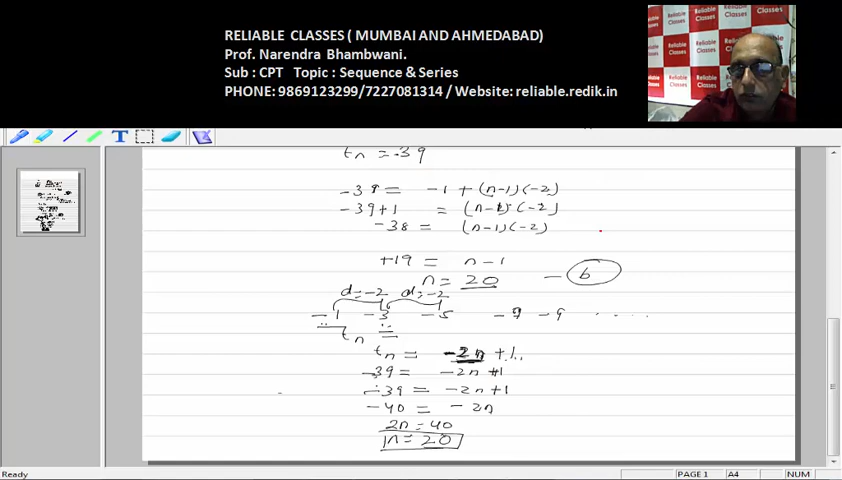 RELIABLE CLASSES ( MUMBAI AND AHMEDABAD)
Prof. Narendra Bhambwani.
Sub : CPT Topic : Sequence & Series
PHONE: 9869123299/7227081314 / Website: reliable.redik.in
Reliable Classes
tn = -39
-39 = -1 + (n-1)(-2)
-39+1 = (n-1)(-2)
-38 = (n-1)(-2)
+19 = n-1
n = 20 - b
d=-2 d=-2
-1 -3 -5 -7 -9 .....
tn =
tn = -2n +1
-39 = -2n +1
-39 = -2n+1
-40 = -2n
2n = 40
n = 20
Ready
PAGE 1 A4 NUM